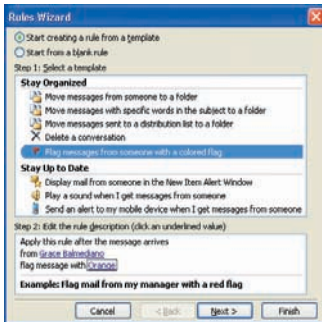 Rules Wizard
Start creating a rule from a template
Start from a blank rule
Step 1: Select a template
Stay Organized
Move messages from someone to a folder
Move messages with specific words in the subject to a folder
Move messages sent to a distribution list to a folder
Delete a conversation
Flag messages from someone with a colored flag
Stay Up to Date
Display mail from someone in the New Item Alert Window
Play a sound when I get messages from someone
Send an alert to my mobile device when I get messages from someone
Step 2: Edit the rule description (click an underlined value)
Apply this rule after the message arrives
from Grace Balmediano
flag message with Orange
Example: Flag mail from my manager with a red flag
Cancel < Back Next > Finish